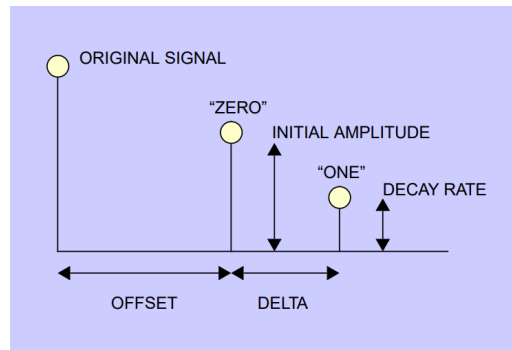 ORIGINAL SIGNAL
“ZERO”
INITIAL AMPLITUDE
“ONE”
DECAY RATE
OFFSET
DELTA